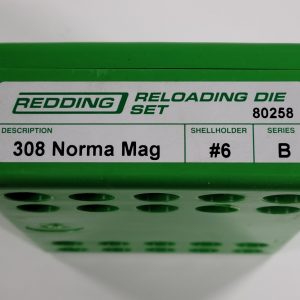 REDDING RELOADING DIE
SET 80258
DESCRIPTION SHELLHOLDER SERIES
308 Norma Mag #6 B